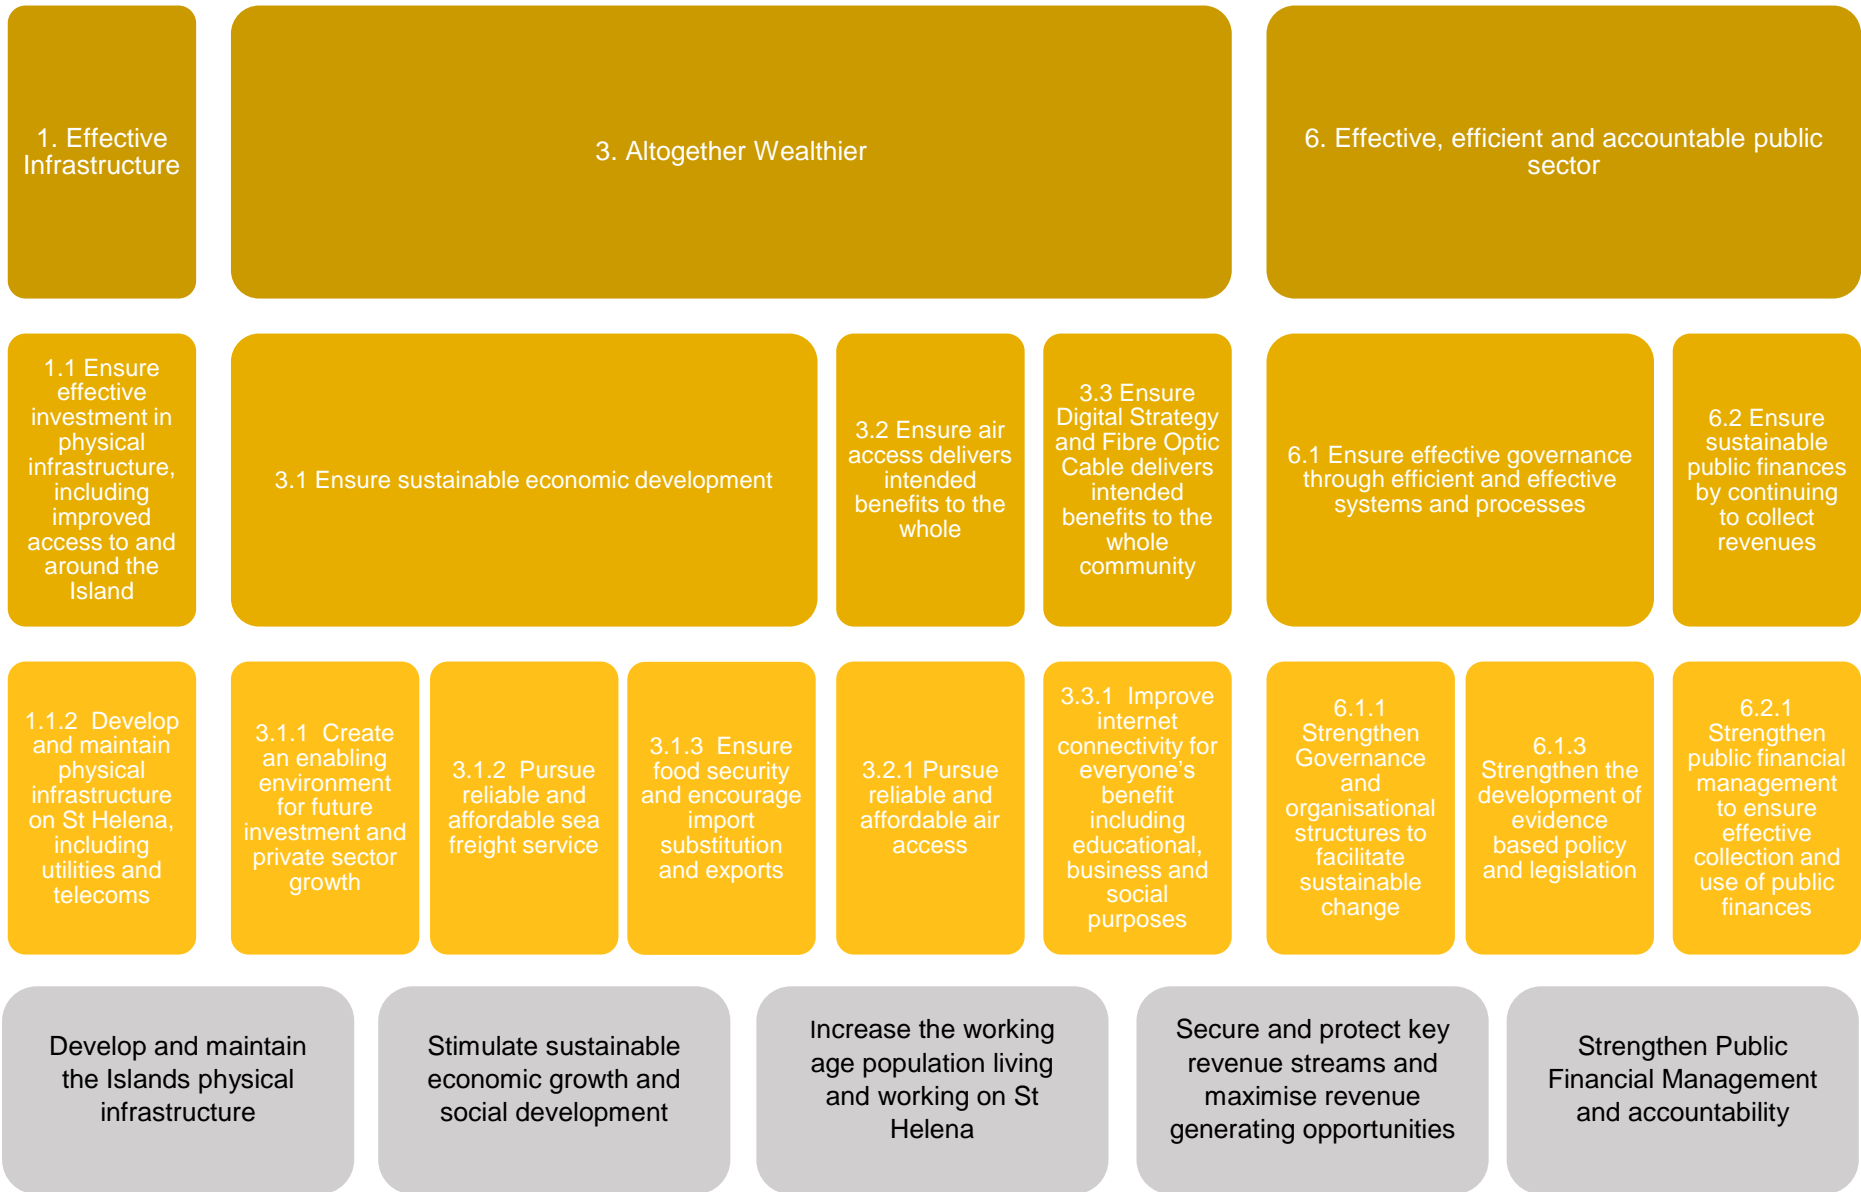 1. Effective
Infrastructure
3. Altogether Wealthier
6. Effective, efficient and accountable public
sector
1.1 Ensure
effective
investment in
physical
infrastructure,
including
improved
access to and
around the
Island
3.1 Ensure sustainable economic development
3.2 Ensure air
access delivers
intended
benefits to the
whole
3.3 Ensure
Digital Strategy
and Fibre Optic
Cable delivers
intended
benefits to the
whole
community
6.1 Ensure effective governance
through efficient and effective
systems and processes
6.2 Ensure
sustainable
public finances
by continuing
to collect
revenues
1.1.2  Develop
and maintain
physical
infrastructure
on St Helena,
including
utilities and
telecoms
3.1.1  Create
an enabling
environment
for future
investment and
private sector
growth
3.1.2  Pursue
reliable and
affordable sea
freight service
3.1.3  Ensure
food security
and encourage
import
substitution
and exports
3.2.1 Pursue
reliable and
affordable air
access
3.3.1  Improve
internet
connectivity for
everyone's
benefit
including
educational,
business and
social
purposes
6.1.1
Strengthen
Governance
and
organisational
structures to
facilitate
sustainable
change
6.1.3
Strengthen the
development of
evidence
based policy
and legislation
6.2.1
Strengthen
public financial
management
to ensure
effective
collection and
use of public
finances
Develop and maintain
the Islands physical
infrastructure
Stimulate sustainable
economic growth and
social development
Increase the working
age population living
and working on St
Helena
Secure and protect key
revenue streams and
maximise revenue
generating opportunities
Strengthen Public
Financial Management
and accountability